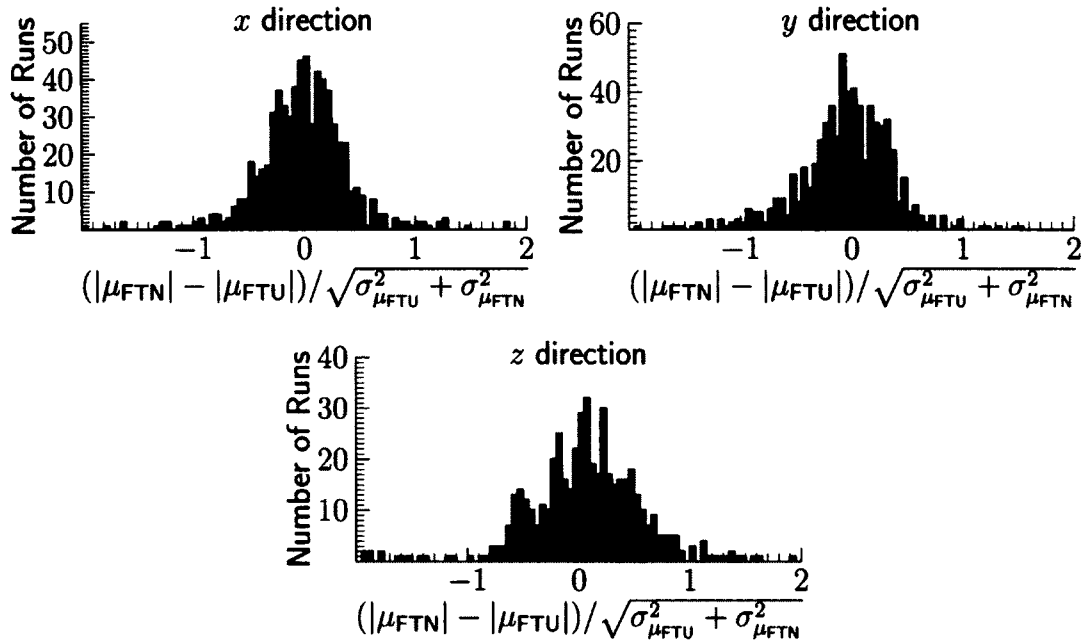 x direction
Number of Runs
50
40
30
20
10
−1 0 1 2
(|μFTN| − |μFTU|)/√σ²μFTU + σ²μFTN
y direction
Number of Runs
60
40
20
−1 0 1 2
(|μFTN| − |μFTU|)/√σ²μFTU + σ²μFTN
z direction
Number of Runs
40
30
20
10
−1 0 1 2
(|μFTN| − |μFTU|)/√σ²μFTU + σ²μFTN